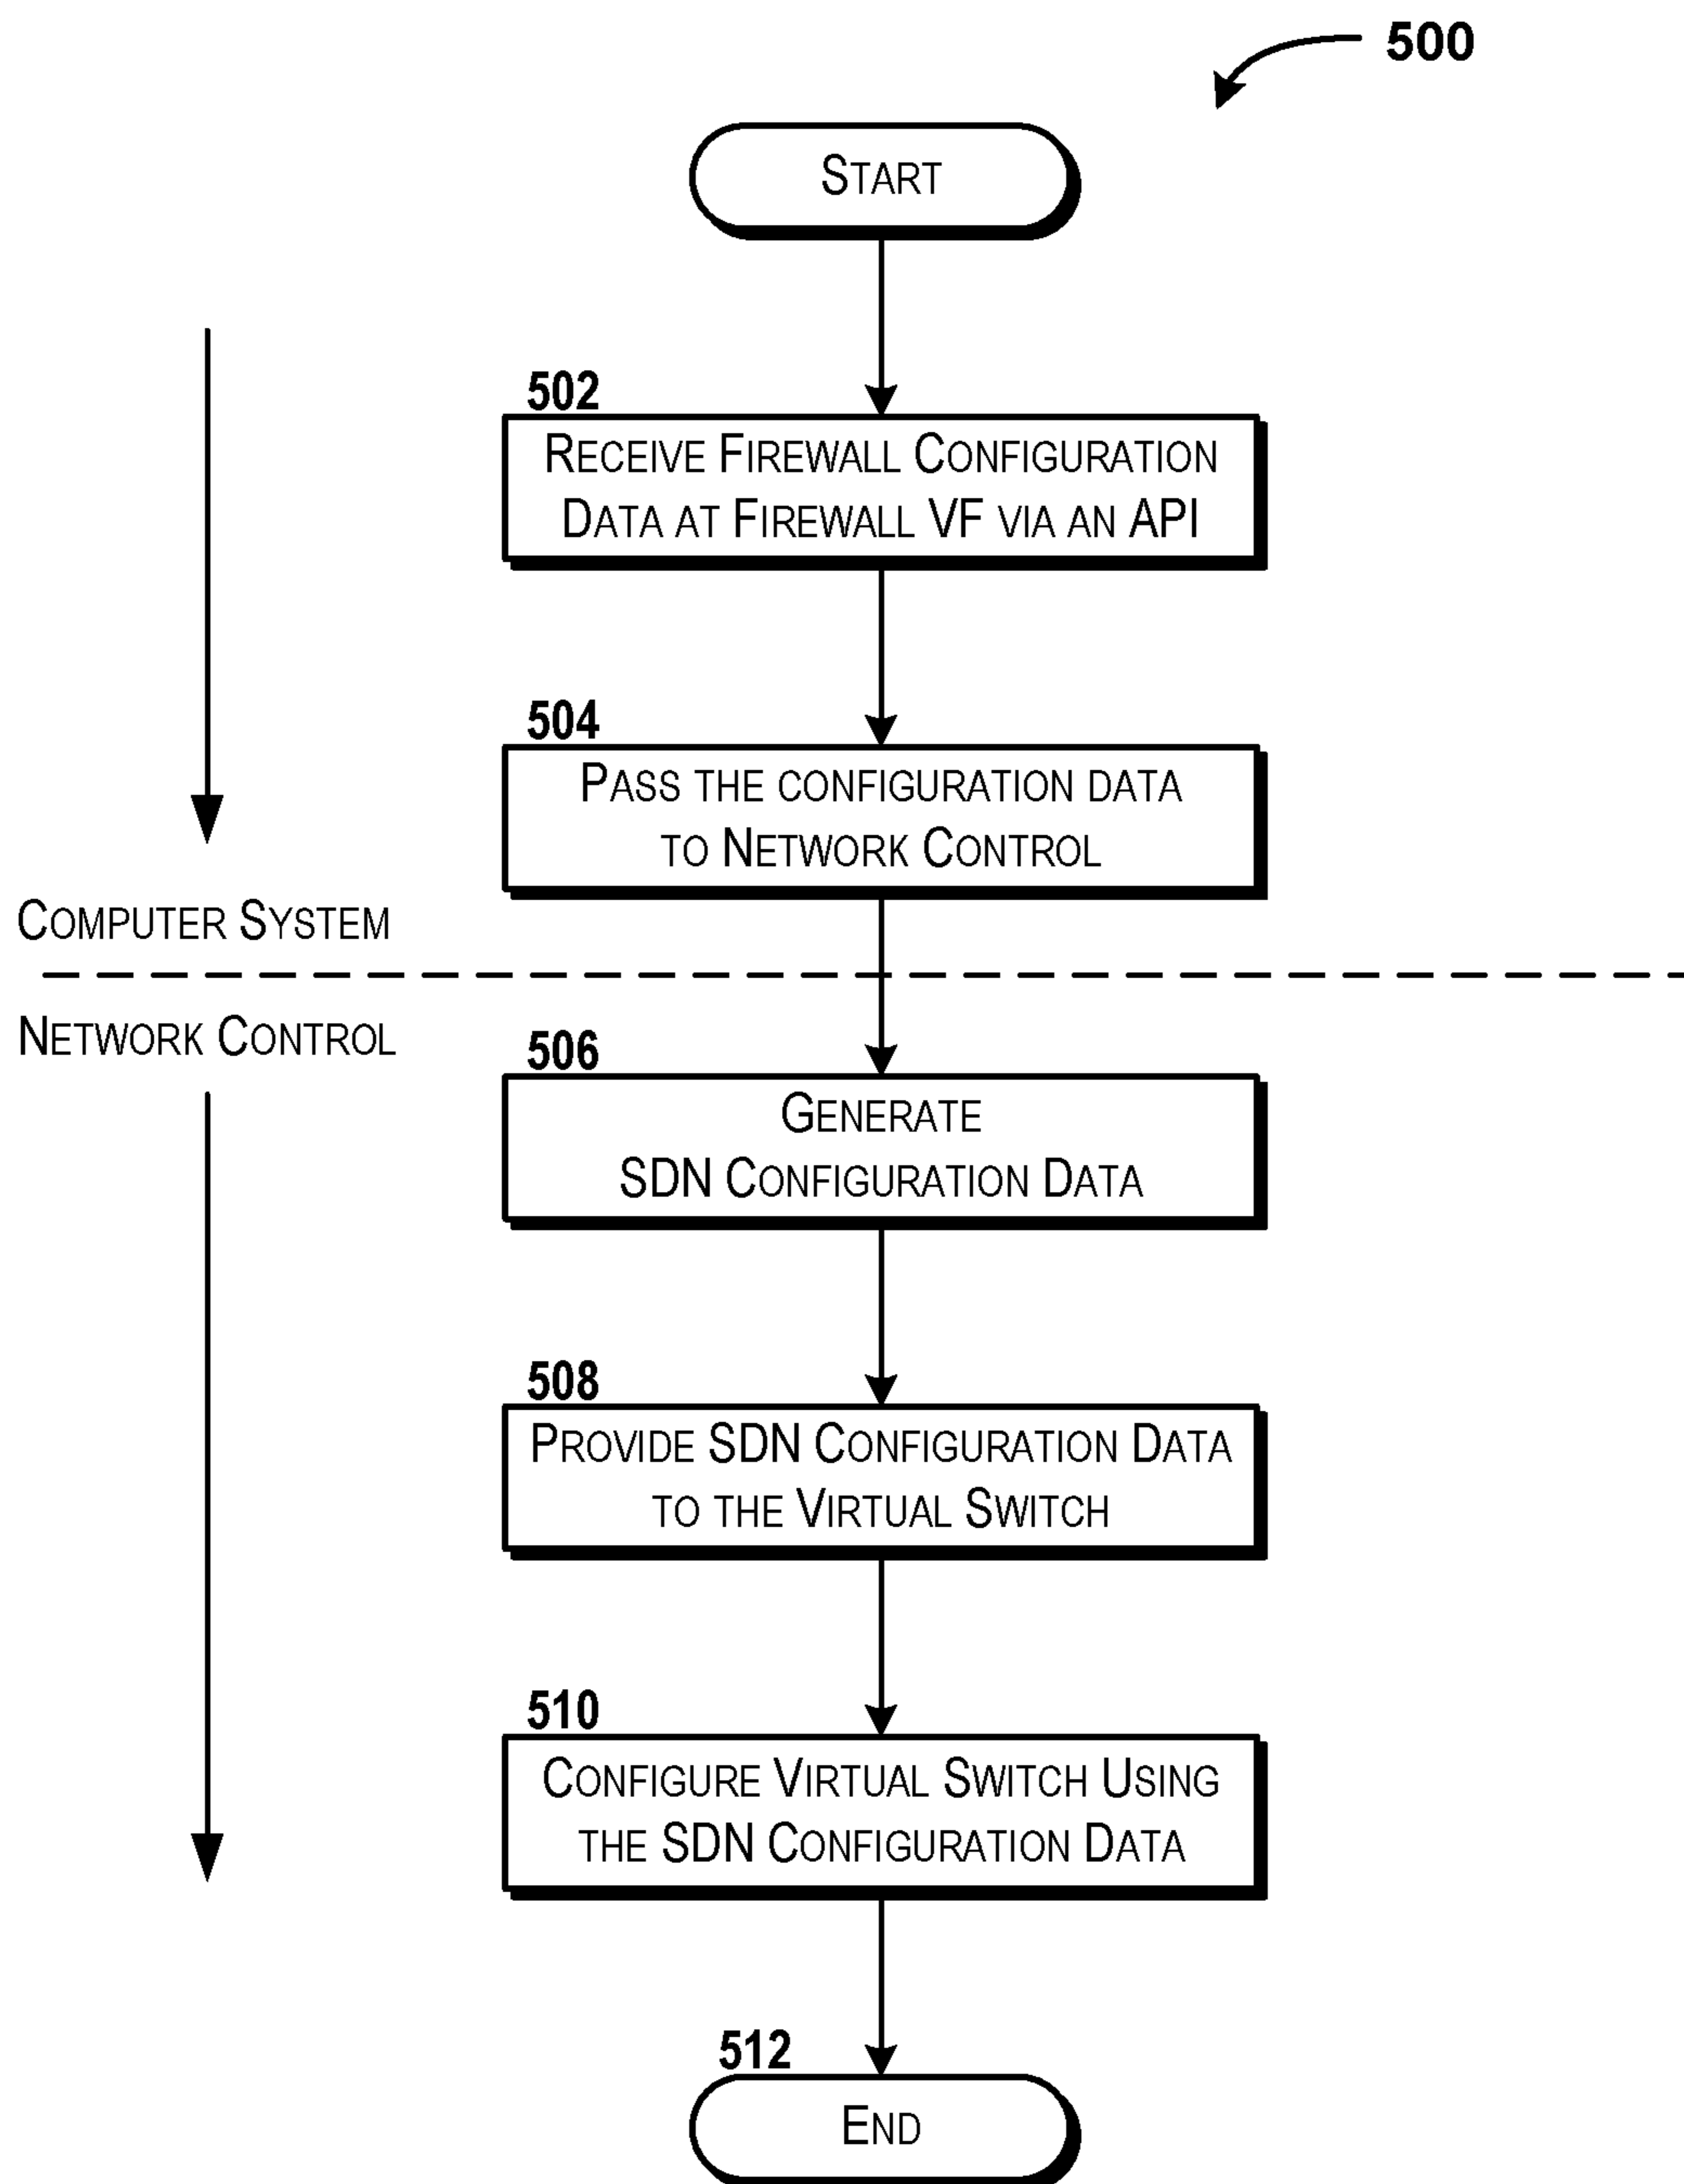 500
START
502
RECEIVE FIREWALL CONFIGURATION
DATA AT FIREWALL VF VIA AN API
504
PASS THE CONFIGURATION DATA
TO NETWORK CONTROL
COMPUTER SYSTEM
NETWORK CONTROL
506
GENERATE
SDN CONFIGURATION DATA
508
PROVIDE SDN CONFIGURATION DATA
TO THE VIRTUAL SWITCH
510
CONFIGURE VIRTUAL SWITCH USING
THE SDN CONFIGURATION DATA
512
END